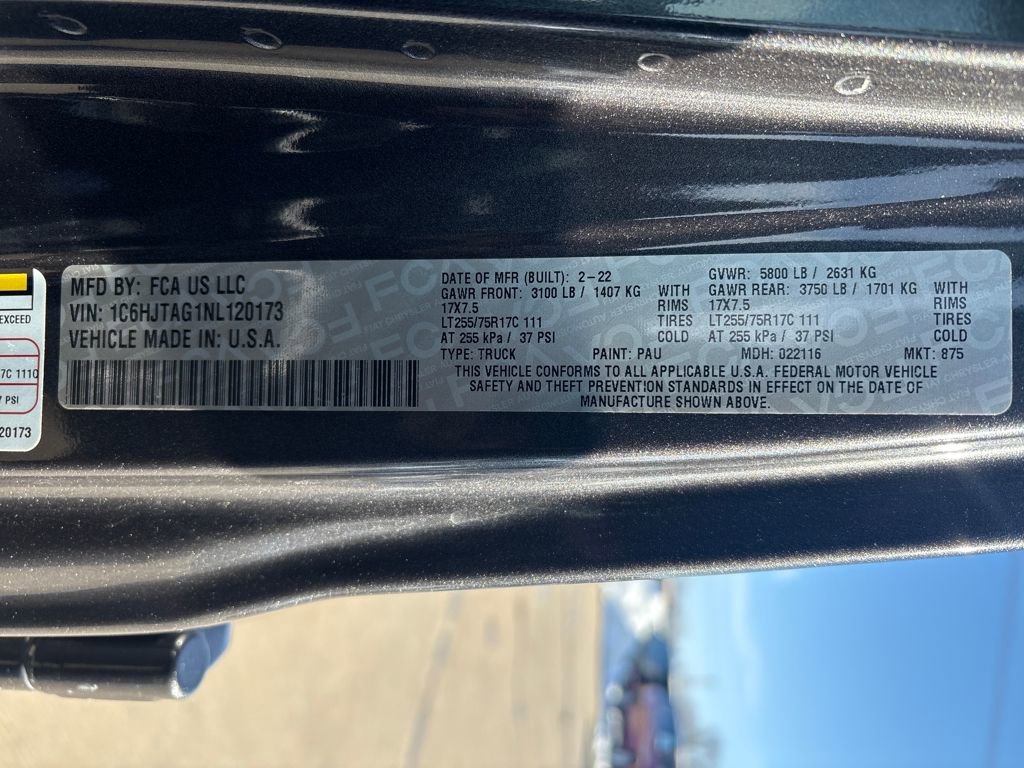 EXCEED
7C 1110
PSI
20173
MFD BY: FCA US LLC
VIN: 1C6HJTAG1NL120173
VEHICLE MADE IN: U.S.A.
DATE OF MFR (BUILT): 2-22 GVWR: 5800 LB / 2631 KG
GAWR FRONT: 3100 LB / 1407 KG WITH GAWR REAR: 3750 LB / 1701 KG WITH
17X7.5 RIMS 17X7.5 RIMS
LT255/75R17C 111 TIRES LT255/75R17C 111 TIRES
AT 255 kPa / 37 PSI COLD AT 255 kPa / 37 PSI COLD
TYPE: TRUCK PAINT: PAU MDH: 022116 MKT: 875
THIS VEHICLE CONFORMS TO ALL APPLICABLE U.S.A. FEDERAL MOTOR VEHICLE
SAFETY AND THEFT PREVENTION STANDARDS IN EFFECT ON THE DATE OF
MANUFACTURE SHOWN ABOVE.